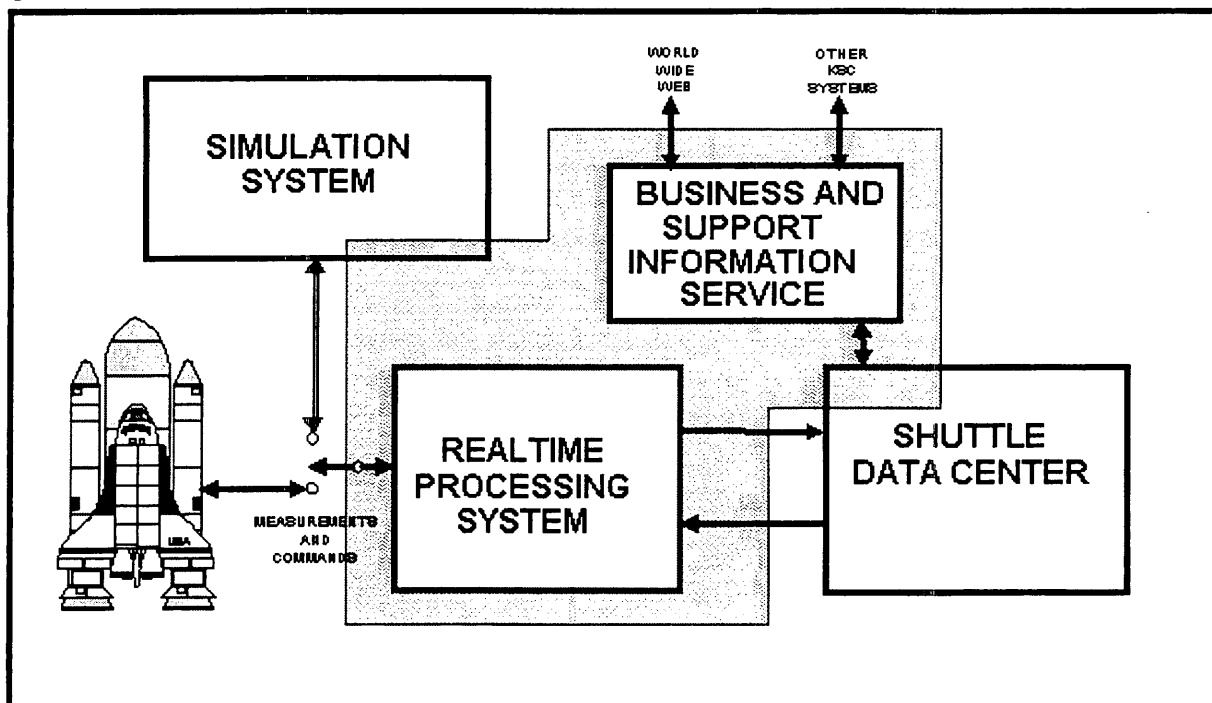 WORLD
WIDE
WEB
OTHER
KSC
SYSTEMS
SIMULATION
SYSTEM
BUSINESS AND
SUPPORT
INFORMATION
SERVICE
REALTIME
PROCESSING
SYSTEM
SHUTTLE
DATA CENTER
MEASUREMENTS
AND
COMMANDS
USA